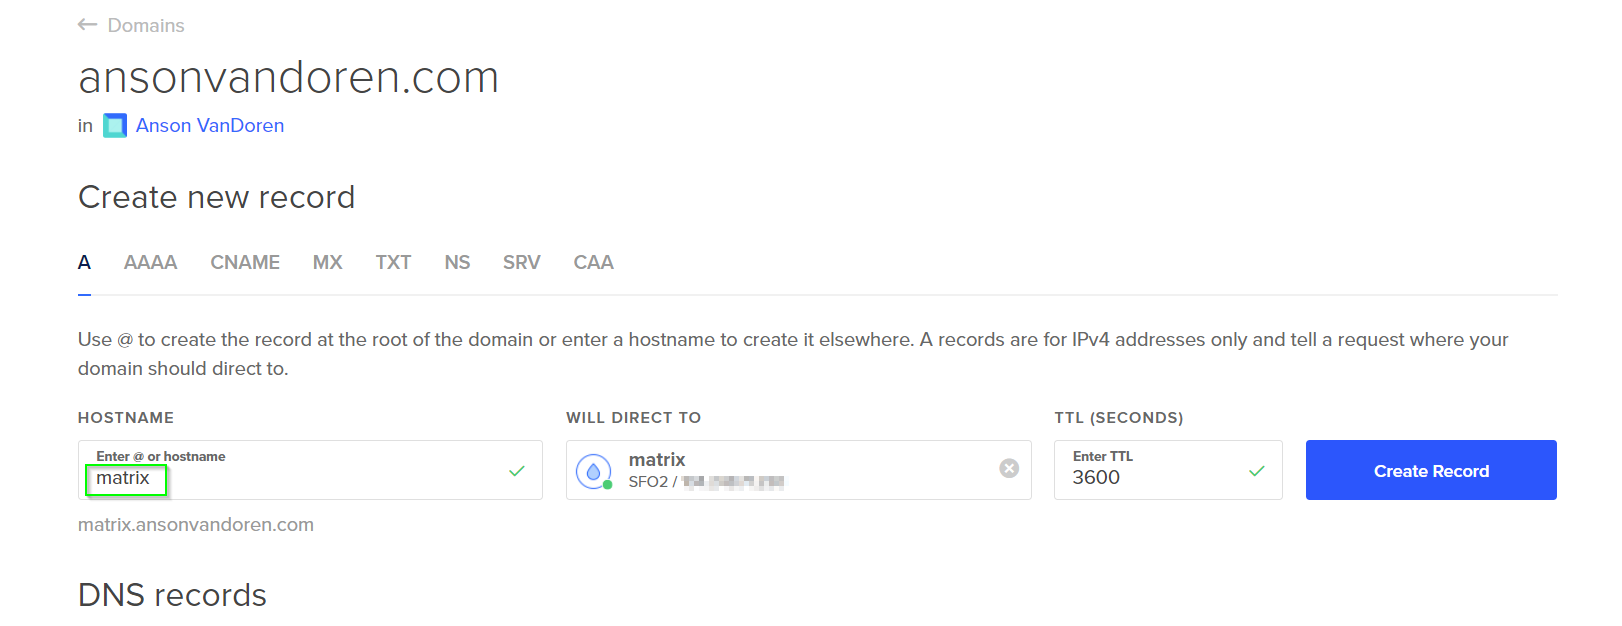 ← Domains
ansonvandoren.com
in Anson VanDoren
Create new record
A AAAA CNAME MX TXT NS SRV CAA
Use @ to create the record at the root of the domain or enter a hostname to create it elsewhere. A records are for IPv4 addresses only and tell a request where your
domain should direct to.
HOSTNAME WILL DIRECT TO TTL (SECONDS)
Enter @ or hostname matrix Enter TTL
matrix SFO2 / 3600 Create Record
matrix.ansonvandoren.com
DNS records